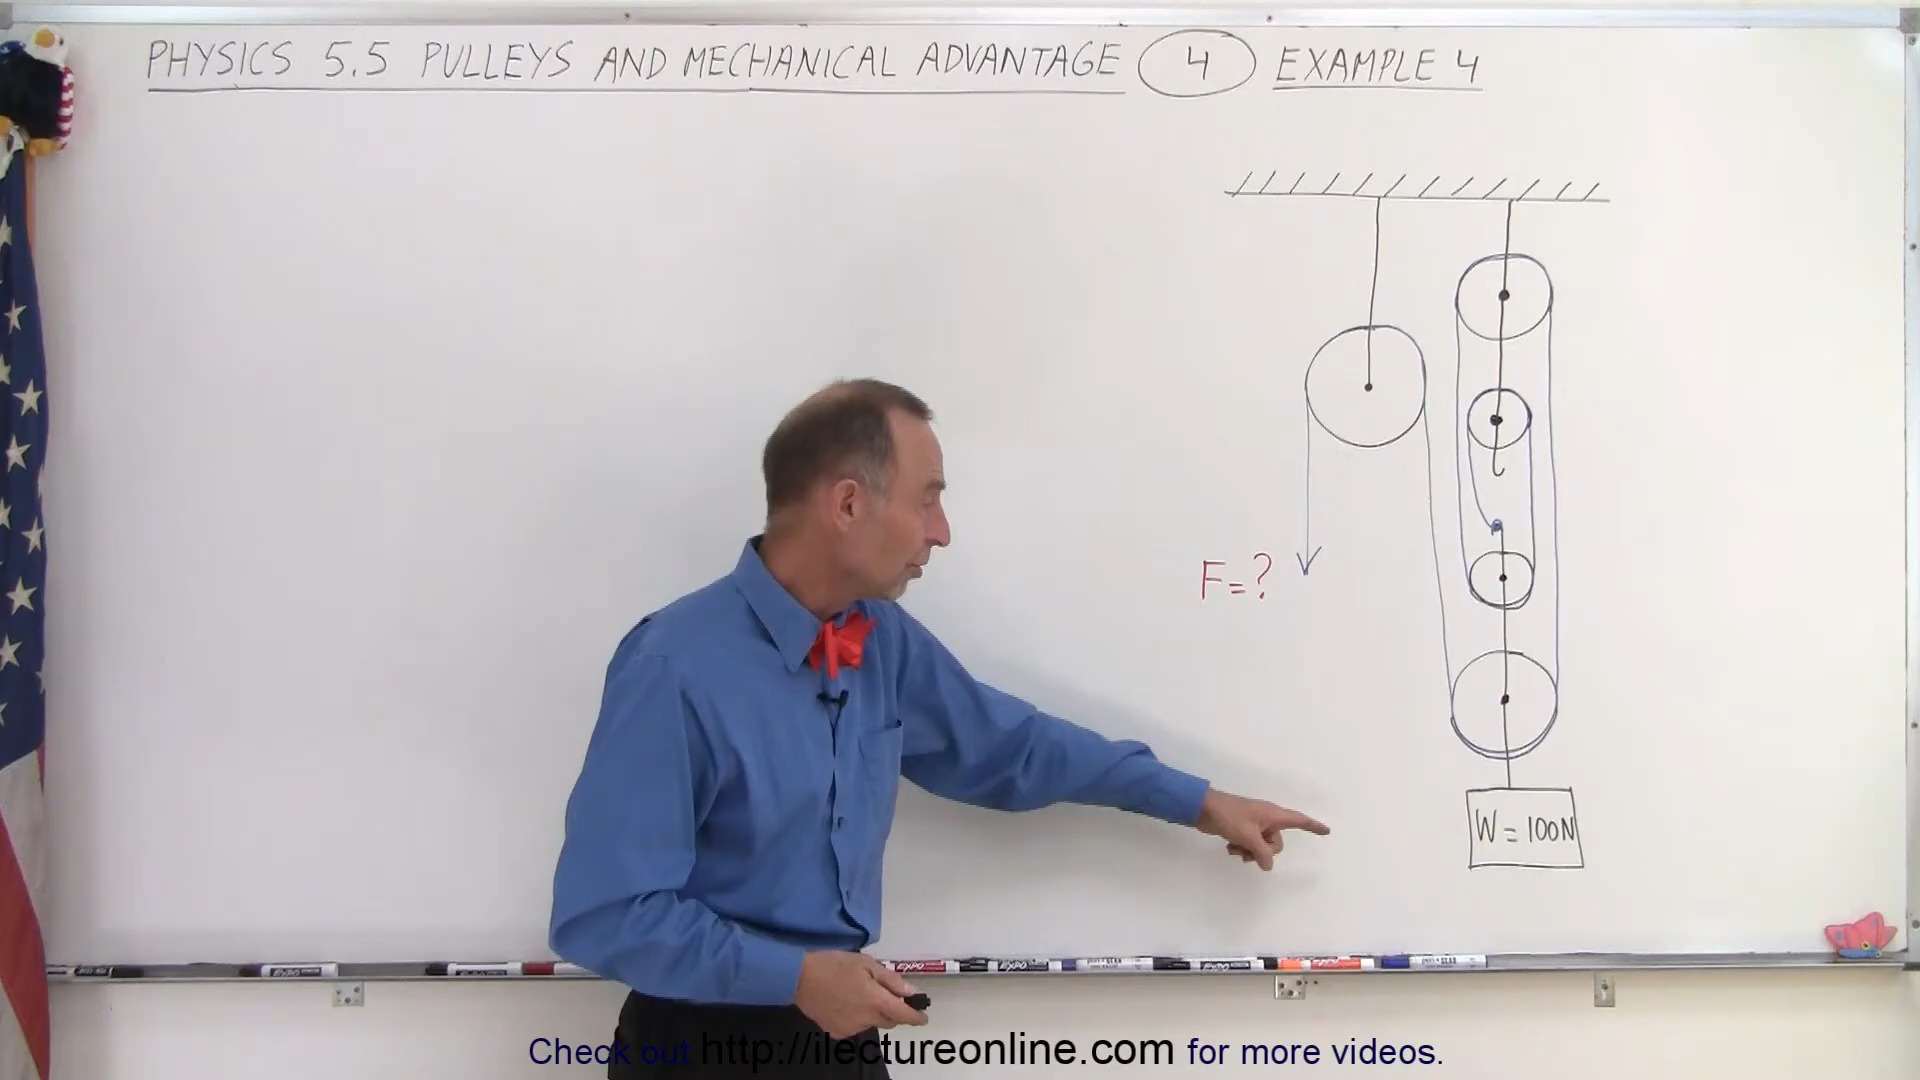 PHYSICS 5.5 PULLEYS AND MECHANICAL ADVANTAGE 4 EXAMPLE 4
F=?
W = 100N
Check out http://ilectureonline.com for more videos.